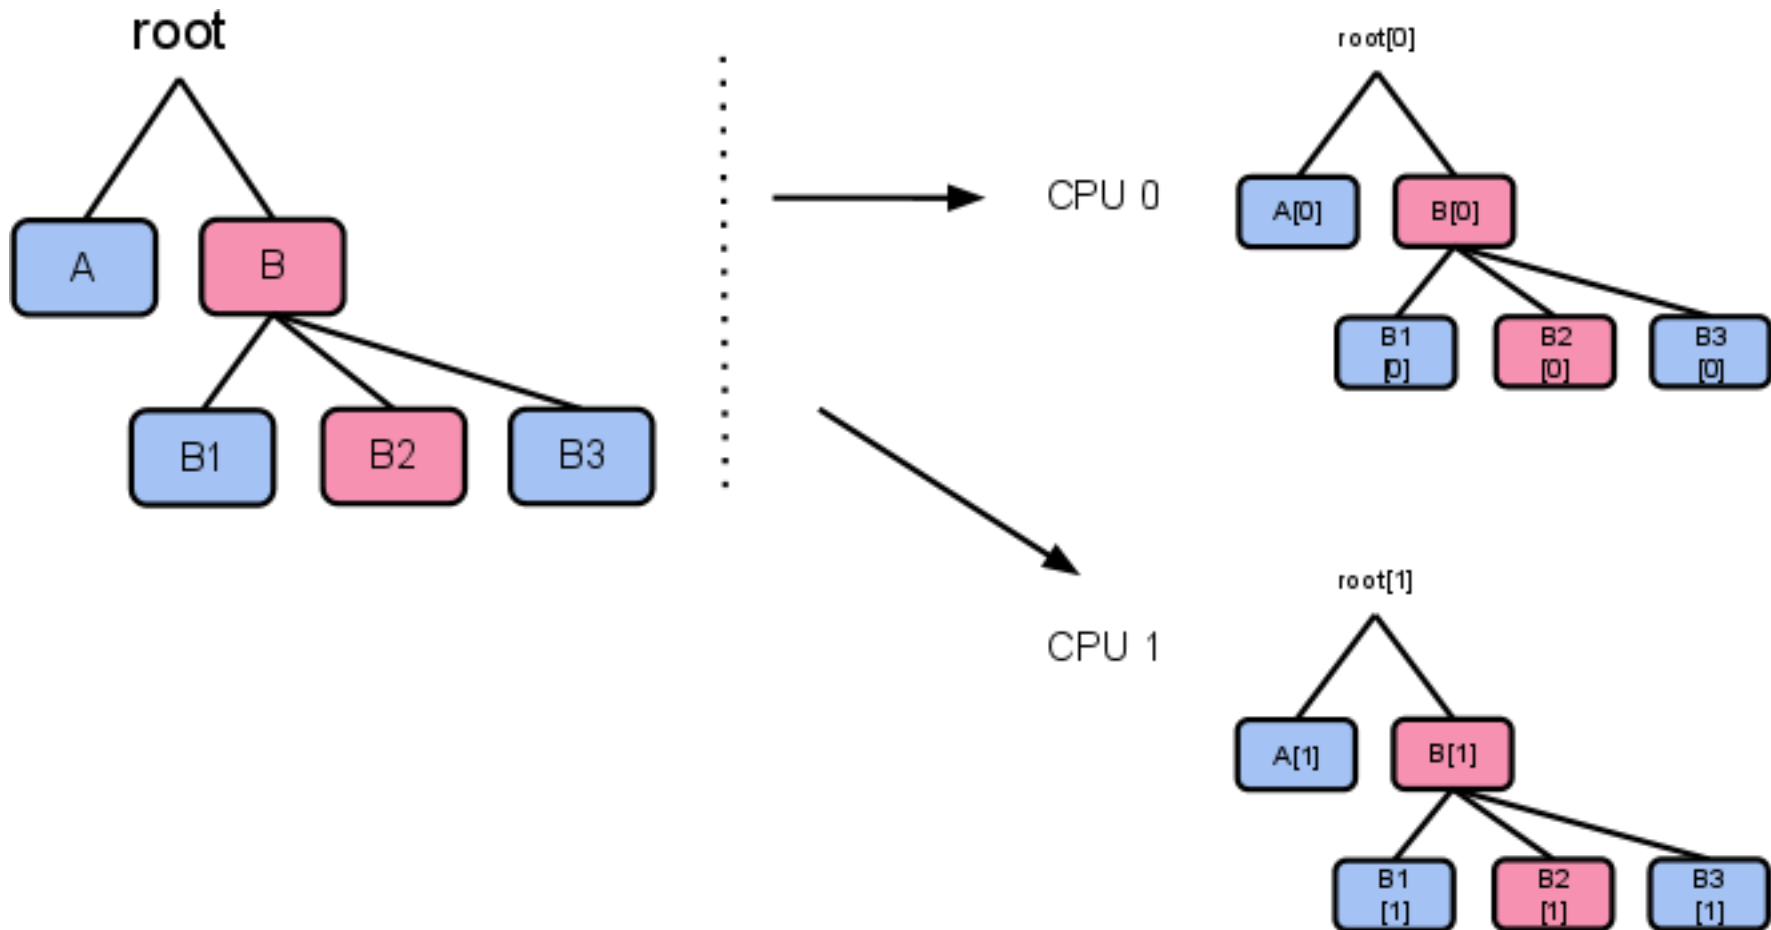 root
A
B
B1
B2
B3
CPU 0
root[0]
A[0]
B[0]
B1
[0]
B2
[0]
B3
[0]
CPU 1
root[1]
A[1]
B[1]
B1
[1]
B2
[1]
B3
[1]